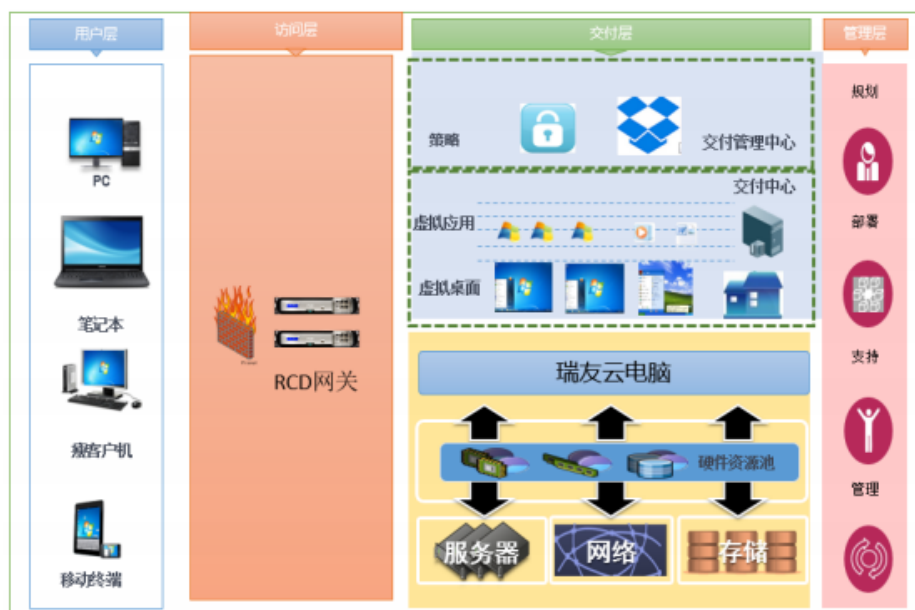 用户层
访问层
交付层
管理层
PC
笔记本
瘦客户机
移动终端
RCD网关
策略
交付管理中心
交付中心
虚拟应用
虚拟桌面
瑞友云电脑
硬件资源池
服务器
网络
存储
规划
部署
支持
管理